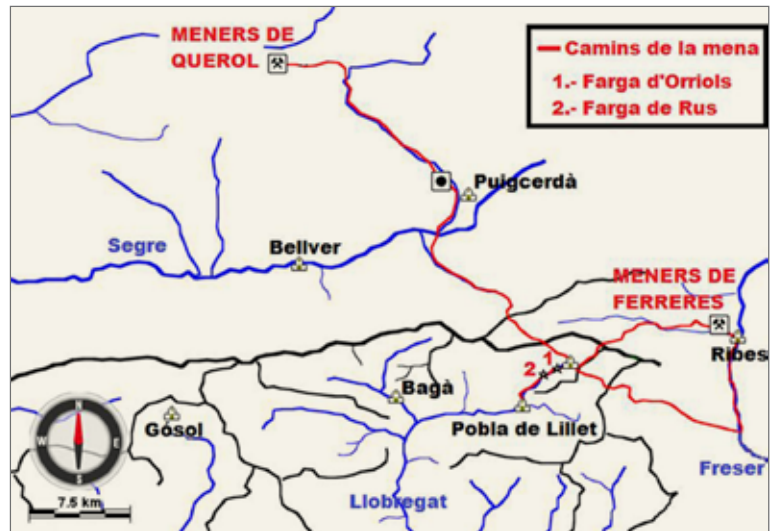 MENERS DE
QUEROL
Camins de la mena
1.- Farga d'Orriols
2.- Farga de Rus
Puigcerdà
Segre
Bellver
MENERS DE
FERRERES
Ribes
1
2
Bagà
Gósol
Pobla de Lillet
Freser
Llobregat
N
W
E
S
7.5 km